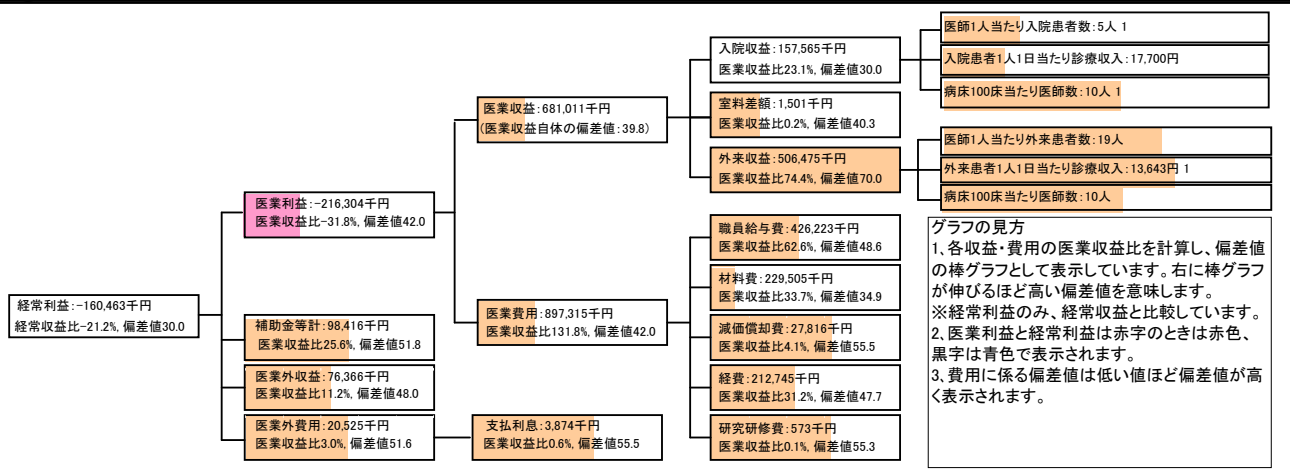 経常利益:-160,463千円
経常収比-21.2%, 偏差値30.0
医業利益:-216,304千円
医業収益比-31.8%, 偏差値42.0
補助金等計:98,416千円
医業収益比25.6%, 偏差値51.8
医業外収益:76,366千円
医業収益比11.2%, 偏差値48.0
医業外費用:20,525千円
医業収益比3.0%, 偏差値51.6
支払利息:3,874千円
医業収益比0.6%, 偏差値55.5
医業収益:681,011千円
(医業収益自体の偏差値:39.8)
医業費用:897,315千円
医業収益比131.8%, 偏差値42.0
入院収益:157,565千円
医業収益比23.1%, 偏差値30.0
室料差額:1,501千円
医業収益比0.2%, 偏差値40.3
外来収益:506,475千円
医業収益比74.4%, 偏差値70.0
職員給与費:426,223千円
医業収益比62.6%, 偏差値48.6
材料費:229,505千円
医業収益比33.7%, 偏差値34.9
減価償却費:27,816千円
医業収益比4.1%, 偏差値55.5
経費:212,745千円
医業収益比31.2%, 偏差値47.7
研究研修費:573千円
医業収益比0.1%, 偏差値55.3
医師1人当たり入院患者数:5人 1
入院患者1人1日当たり診療収入:17,700円
病床100床当たり医師数:10人 1
医師1人当たり外来患者数:19人
外来患者1人1日当たり診療収入:13,643円 1
病床100床当たり医師数:10人
グラフの見方
1、各収益・費用の医業収益比を計算し、偏差値
の棒グラフとして表示しています。右に棒グラフ
が伸びるほど高い偏差値を意味します。
※経常利益のみ、経常収益と比較しています。
2、医業利益と経常利益は赤字のときは赤色、
黒字は青色で表示されます。
3、費用に係る偏差値は低い値ほど偏差値が高
く表示されます。